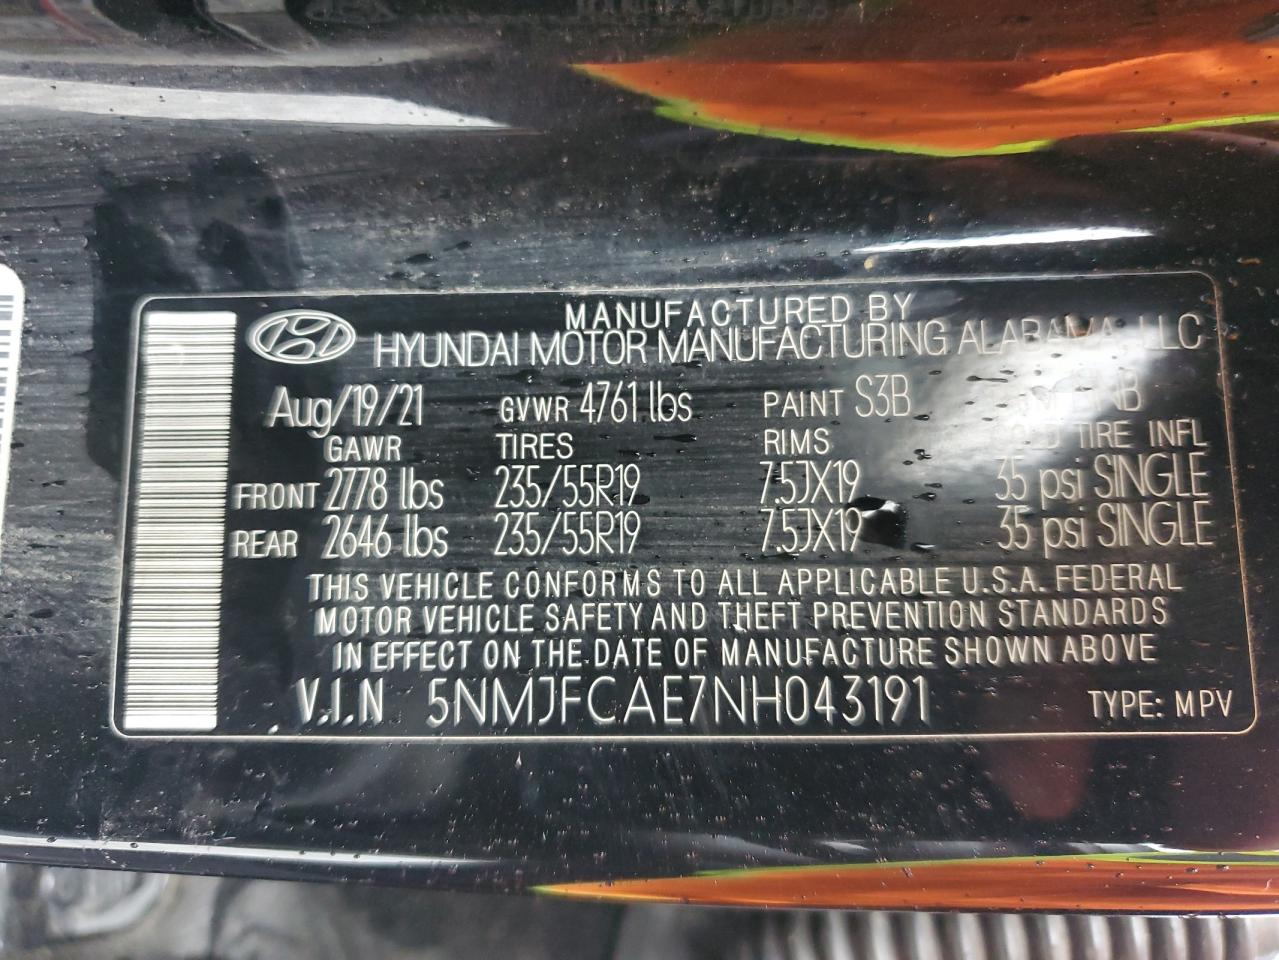 MANUFACTURED BY
HYUNDAI MOTOR MANUFACTURING ALABAMA, LLC
Aug/19/21 GVWR 4761 lbs PAINT S3B
GAWR TIRES RIMS TIRE INFL
FRONT 2778 lbs 235/55R19 7.5JX19 35 psi SINGLE
REAR 2646 lbs 235/55R19 7.5JX19 35 psi SINGLE
THIS VEHICLE CONFORMS TO ALL APPLICABLE U.S.A. FEDERAL
MOTOR VEHICLE SAFETY AND THEFT PREVENTION STANDARDS
IN EFFECT ON THE DATE OF MANUFACTURE SHOWN ABOVE
V.I.N 5NMJFCAE7NH043191 TYPE: MPV